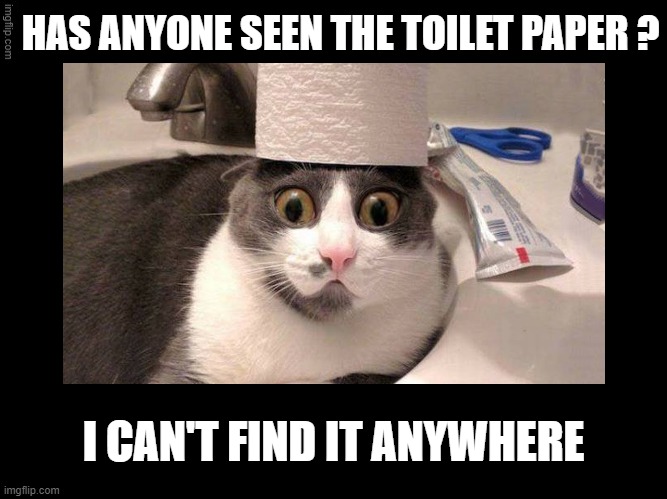 HAS ANYONE SEEN THE TOILET PAPER ?
I CAN'T FIND IT ANYWHERE
imgflip.com
imgflip.com